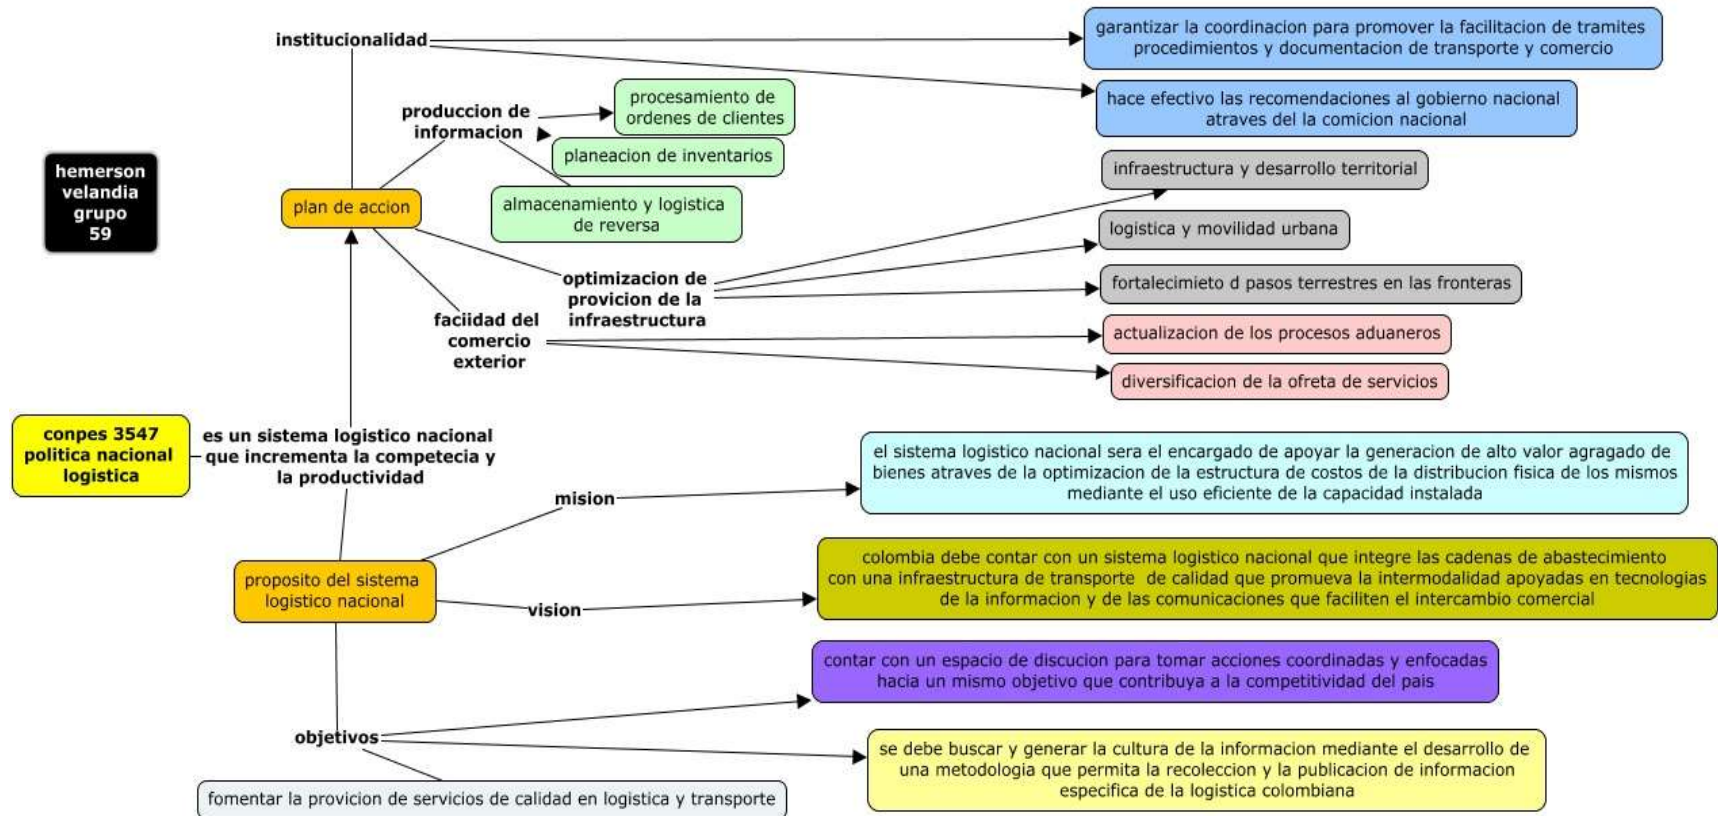 institucionalidad
garantizar la coordinacion para promover la facilitacion de tramites
procedimientos y documentacion de transporte y comercio
hace efectivo las recomendaciones al gobierno nacional
atraves del la comicion nacional
produccion de
informacion
procesamiento de
ordenes de clientes
planeacion de inventarios
almacenamiento y logistica
de reversa
hemerson
velandia
grupo
59
plan de accion
infraestructura y desarrollo territorial
logistica y movilidad urbana
optimizacion de
provicion de la
infraestructura
fortalecimieto d pasos terrestres en las fronteras
faciidad del
comercio
exterior
actualizacion de los procesos aduaneros
diversificacion de la ofreta de servicios
conpes 3547
politica nacional
logistica
es un sistema logistico nacional
que incrementa la competecia y
la productividad
mision
el sistema logistico nacional sera el encargado de apoyar la generacion de alto valor agragado de
bienes atraves de la optimizacion de la estructura de costos de la distribucion fisica de los mismos
mediante el uso eficiente de la capacidad instalada
proposito del sistema
logistico nacional
vision
colombia debe contar con un sistema logistico nacional que integre las cadenas de abastecimiento
con una infraestructura de transporte  de calidad que promueva la intermodalidad apoyadas en tecnologias
de la informacion y de las comunicaciones que faciliten el intercambio comercial
contar con un espacio de discucion para tomar acciones coordinadas y enfocadas
hacia un mismo objetivo que contribuya a la competitividad del pais
objetivos
se debe buscar y generar la cultura de la informacion mediante el desarrollo de
una metodologia que permita la recoleccion y la publicacion de informacion
especifica de la logistica colombiana
fomentar la provicion de servicios de calidad en logistica y transporte